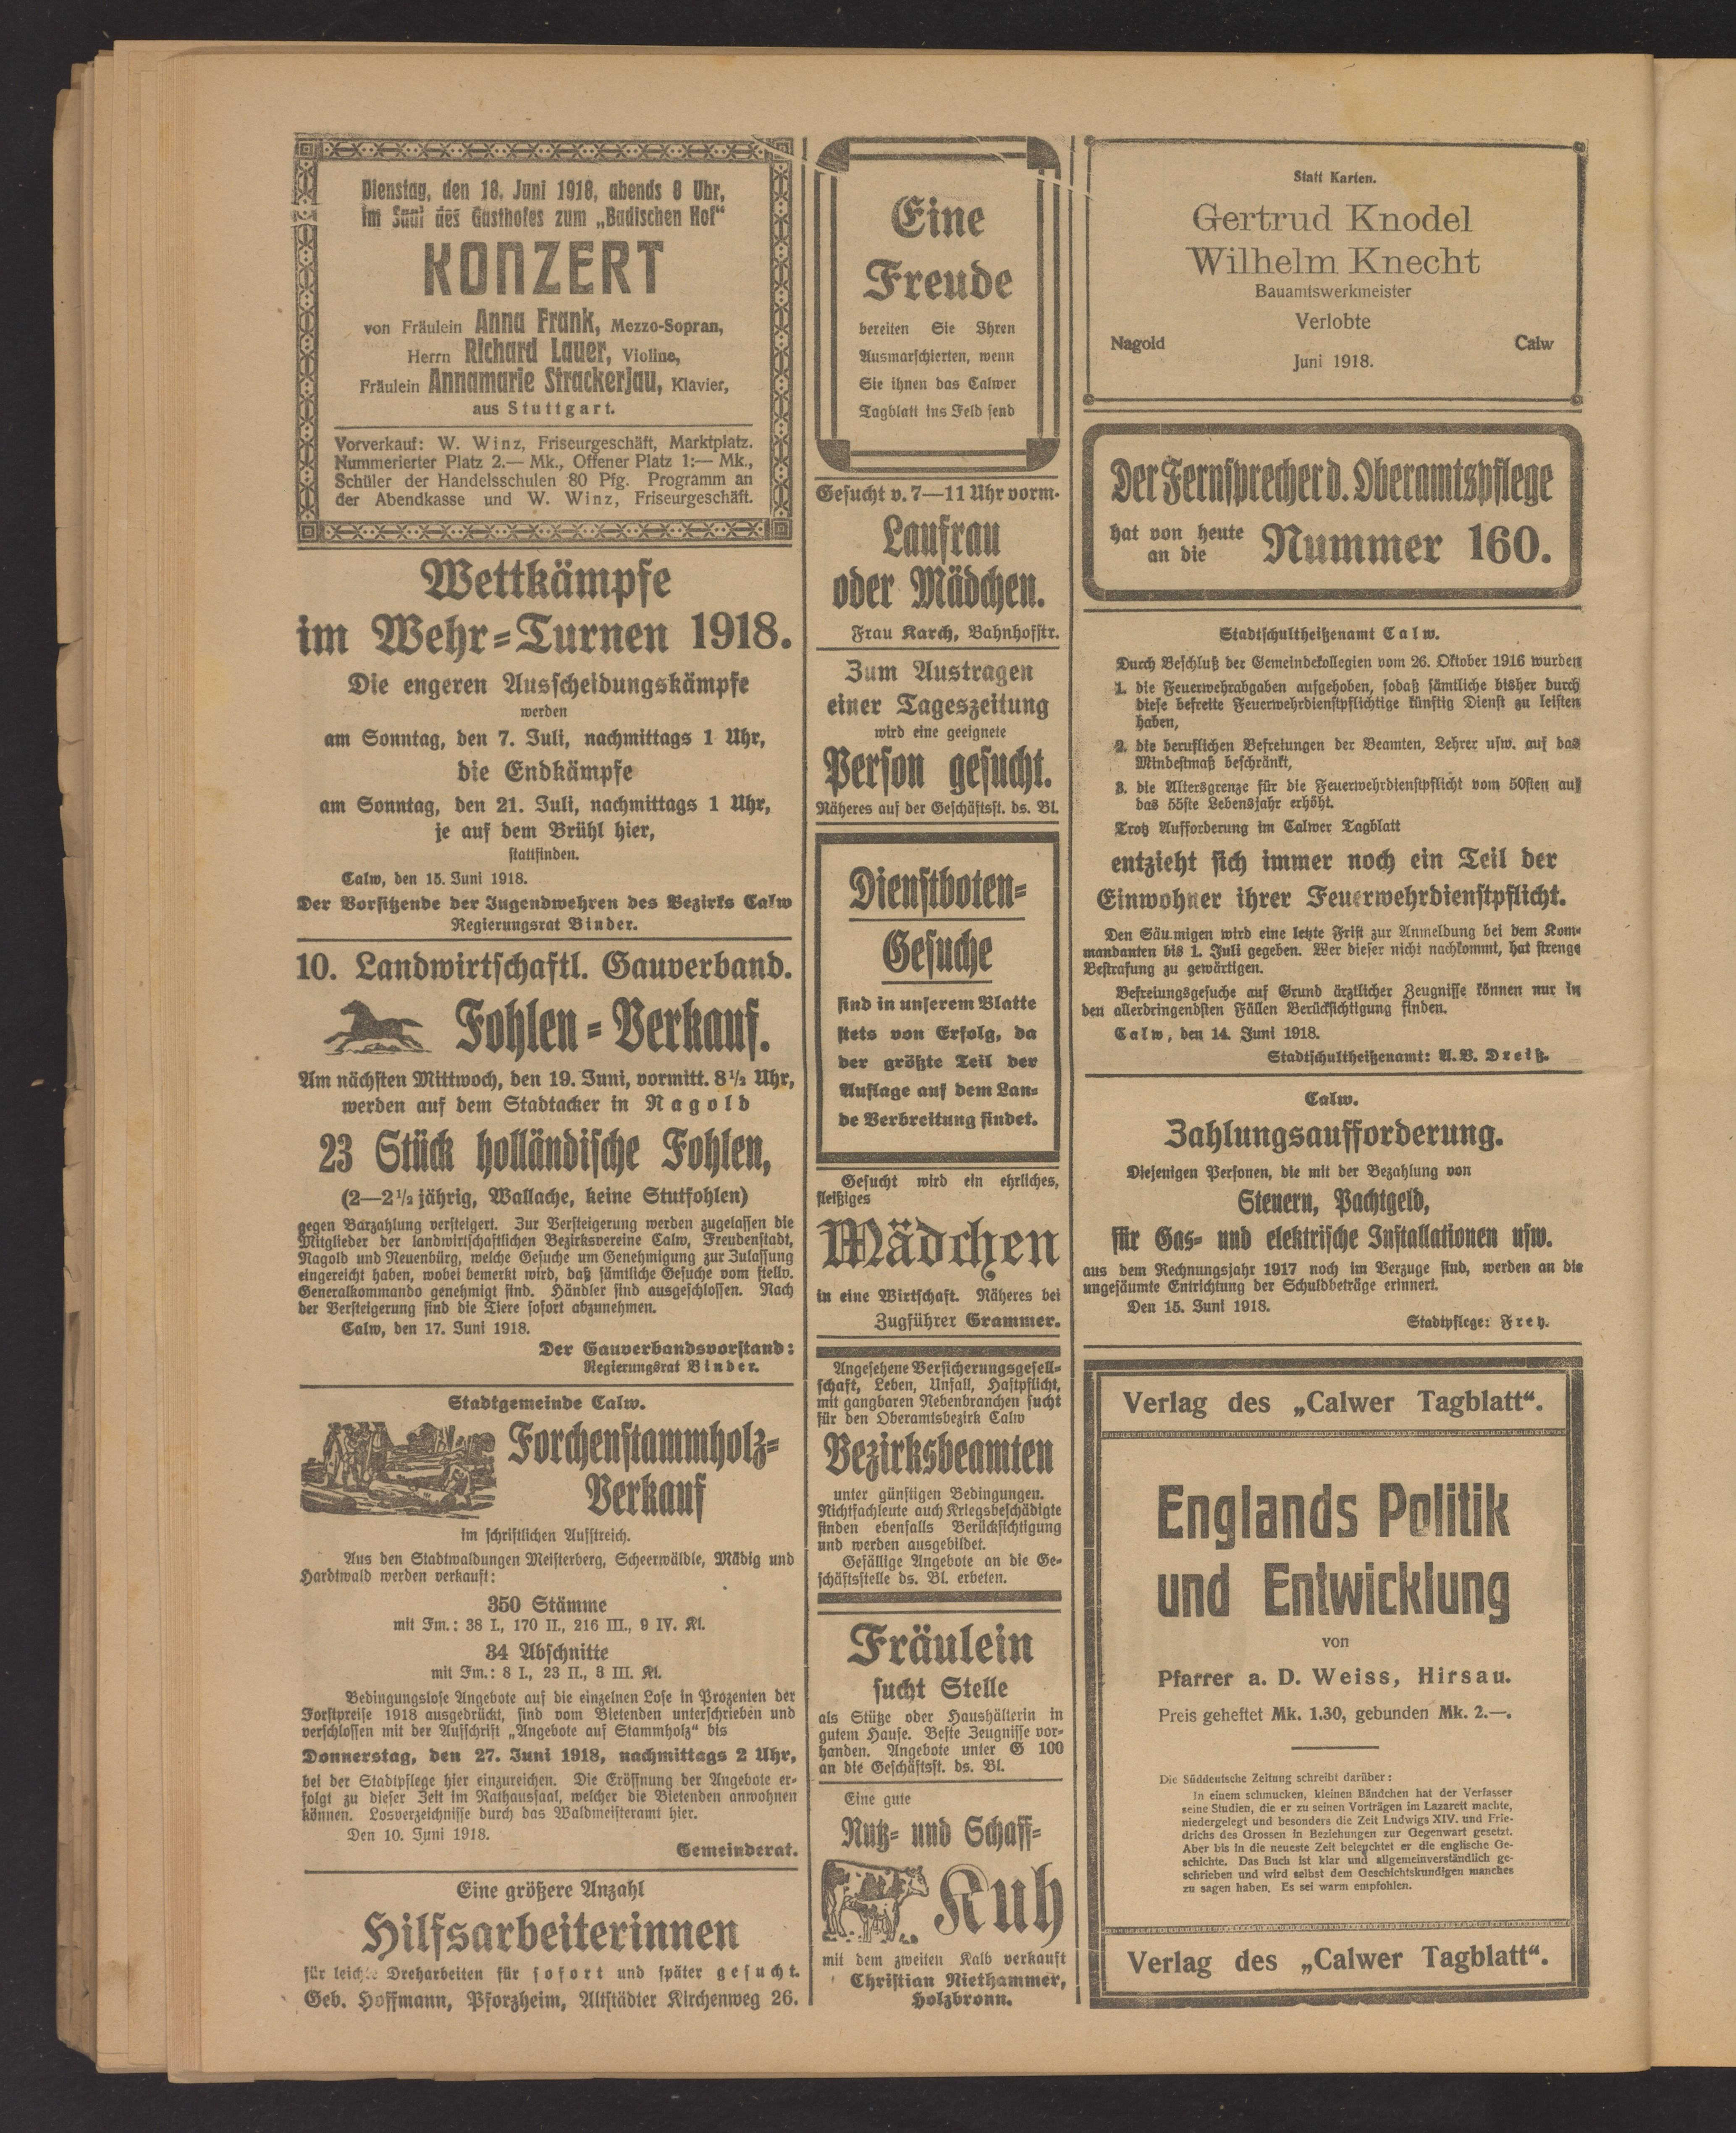 Dienstag, den 18. Juni 1918, abends 8 Uhr,
im Saal des Gasthofes zum „Badischen Hof“
KONZERT
von Fräulein Anna Frank, Mezzo-Sopran,
Herrn Richard Lauer, Violine,
Fräulein Annamarie Strackerjau, Klavier,
aus Stuttgart.
Vorverkauf: W. Winz, Friseurgeschäft, Marktplatz.
Nummerierter Platz 2.— Mk., Offener Platz 1:— Mk.,
Schüler der Handelsschulen 80 Pfg. Programm an
der Abendkasse und W. Winz, Friseurgeschäft.
Wettkämpfe
im Wehr-Turnen 1918.
Die engeren Ausscheidungskämpfe
werden
am Sonntag, den 7. Juli, nachmittags 1 Uhr,
die Endkämpfe
am Sonntag, den 21. Juli, nachmittags 1 Uhr,
je auf dem Brühl hier,
stattfinden.
Calw, den 15. Juni 1918.
Der Vorsitzende der Jugendwehren des Bezirks Calw
Regierungsrat Binder.
10. Landwirtschaftl. Gauverband.
Fohlen-Verkauf.
Am nächsten Mittwoch, den 19. Juni, vormitt. 8½ Uhr,
werden auf dem Stadtacker in Nagold
23 Stück holländische Fohlen,
(2—2½ jährig, Wallache, keine Stutfohlen)
gegen Barzahlung versteigert. Zur Versteigerung werden zugelassen die
Mitglieder der landwirtschaftlichen Bezirksvereine Calw, Freudenstadt,
Nagold und Neuenbürg, welche Gesuche um Genehmigung zur Zulassung
eingereicht haben, wobei bemerkt wird, daß sämtliche Gesuche vom stellv.
Generalkommando genehmigt sind. Händler sind ausgeschlossen. Nach
der Versteigerung sind die Tiere sofort abzunehmen.
Calw, den 17. Juni 1918.
Der Gauverbandsvorstand:
Regierungsrat Binder.
Stadtgemeinde Calw.
Forchenstammholz-
Verkauf
im schriftlichen Aufstreich.
Aus den Stadtwaldungen Meisterberg, Scheerwäldle, Mädig und
Hardtwald werden verkauft:
350 Stämme
mit Fm.: 38 I., 170 II., 216 III., 9 IV. Kl.
34 Abschnitte
mit Fm.: 8 I., 23 II., 3 III. Kl.
Bedingungslose Angebote auf die einzelnen Lose in Prozenten der
Forstpreise 1918 ausgedrückt, sind vom Bietenden unterschrieben und
verschlossen mit der Aufschrift „Angebote auf Stammholz“ bis
Donnerstag, den 27. Juni 1918, nachmittags 2 Uhr,
bei der Stadtpflege hier einzureichen. Die Eröffnung der Angebote er-
folgt zu dieser Zeit im Rathaussaal, welcher die Bietenden anwohnen
können. Losverzeichnisse durch das Waldmeisteramt hier.
Den 10. Juni 1918.
Gemeinderat.
Eine größere Anzahl
Hilfsarbeiterinnen
für leichte Dreharbeiten für sofort und später gesucht.
Geb. Hoffmann, Pforzheim, Altstädter Kirchenweg 26.
Eine
Freude
bereiten Sie Ihren
Ausmarschierten, wenn
Sie ihnen das Calwer
Tagblatt ins Feld send
Gesucht v. 7—11 Uhr vorm.
Laufrau
oder Mädchen.
Frau Karch, Bahnhofstr.
Zum Austragen
einer Tageszeitung
wird eine geeignete
Person gesucht.
Näheres auf der Geschäftsst. ds. Bl.
Dienstboten-
Gesuche
sind in unserem Blatte
stets von Erfolg, da
der größte Teil der
Auflage auf dem Lan-
de Verbreitung findet.
Gesucht wird ein ehrliches,
fleißiges
Mädchen
in eine Wirtschaft. Näheres bei
Zugführer Grammer.
Angesehene Versicherungsgesell-
schaft, Leben, Unfall, Haftpflicht,
mit gangbaren Nebenbranchen sucht
für den Oberamtsbezirk Calw
Bezirksbeamten
unter günstigen Bedingungen.
Nichtfachleute auch Kriegsbeschädigte
finden ebenfalls Berücksichtigung
und werden ausgebildet.
Gefällige Angebote an die Ge-
schäftsstelle ds. Bl. erbeten.
Fräulein
sucht Stelle
als Stütze oder Haushälterin in
gutem Hause. Beste Zeugnisse vor-
handen. Angebote unter G 100
an die Geschäftsst. ds. Bl.
Eine gute
Nutz- und Schaff-
Kuh
mit dem zweiten Kalb verkauft
Christian Niethammer,
Holzbronn.
Statt Karten.
Gertrud Knodel
Wilhelm Knecht
Bauamtswerkmeister
Verlobte
Nagold Calw
Juni 1918.
Der Fernsprecher d. Oberamtspflege
hat von heute
an die Nummer 160.
Stadtschultheißenamt Calw.
Durch Beschluß der Gemeindekollegien vom 26. Oktober 1916 wurden
1. die Feuerwehrabgaben aufgehoben, sodaß sämtliche bisher durch
diese befreite Feuerwehrdienstpflichtige künftig Dienst zu leisten
haben,
2. die beruflichen Befreiungen der Beamten, Lehrer usw. auf das
Mindestmaß beschränkt,
3. die Altersgrenze für die Feuerwehrdienstpflicht vom 50sten auf
das 55ste Lebensjahr erhöht.
Trotz Aufforderung im Calwer Tagblatt
entzieht sich immer noch ein Teil der
Einwohner ihrer Feuerwehrdienstpflicht.
Den Säumigen wird eine letzte Frist zur Anmeldung bei dem Kom-
mandanten bis 1. Juli gegeben. Wer dieser nicht nachkommt, hat strenge
Bestrafung zu gewärtigen.
Befreiungsgesuche auf Grund ärztlicher Zeugnisse können nur in
den allerdringendsten Fällen Berücksichtigung finden.
Calw, den 14. Juni 1918.
Stadtschultheißenamt: A.V. Dreiß.
Calw.
Zahlungsaufforderung.
Diejenigen Personen, die mit der Bezahlung von
Steuern, Pachtgeld,
für Gas- und elektrische Installationen usw.
aus dem Rechnungsjahr 1917 noch im Verzuge sind, werden an die
ungesäumte Entrichtung der Schuldbeträge erinnert.
Den 15. Juni 1918.
Stadtpflege: Frey.
Verlag des „Calwer Tagblatt“.
Englands Politik
und Entwicklung
von
Pfarrer a. D. Weiss, Hirsau.
Preis geheftet Mk. 1.30, gebunden Mk. 2.—.
Die Süddeutsche Zeitung schreibt darüber:
In einem schmucken, kleinen Bändchen hat der Verfasser
seine Studien, die er zu seinen Vorträgen im Lazarett machte,
niedergelegt und besonders die Zeit Ludwigs XIV. und Frie-
drichs des Grossen in Beziehungen zur Gegenwart gesetzt.
Aber bis in die neueste Zeit beleuchtet er die englische Ge-
schichte. Das Buch ist klar und allgemeinverständlich ge-
schrieben und wird selbst dem Geschichtskundigen manches
zu sagen haben. Es sei warm empfohlen.
Verlag des „Calwer Tagblatt“.